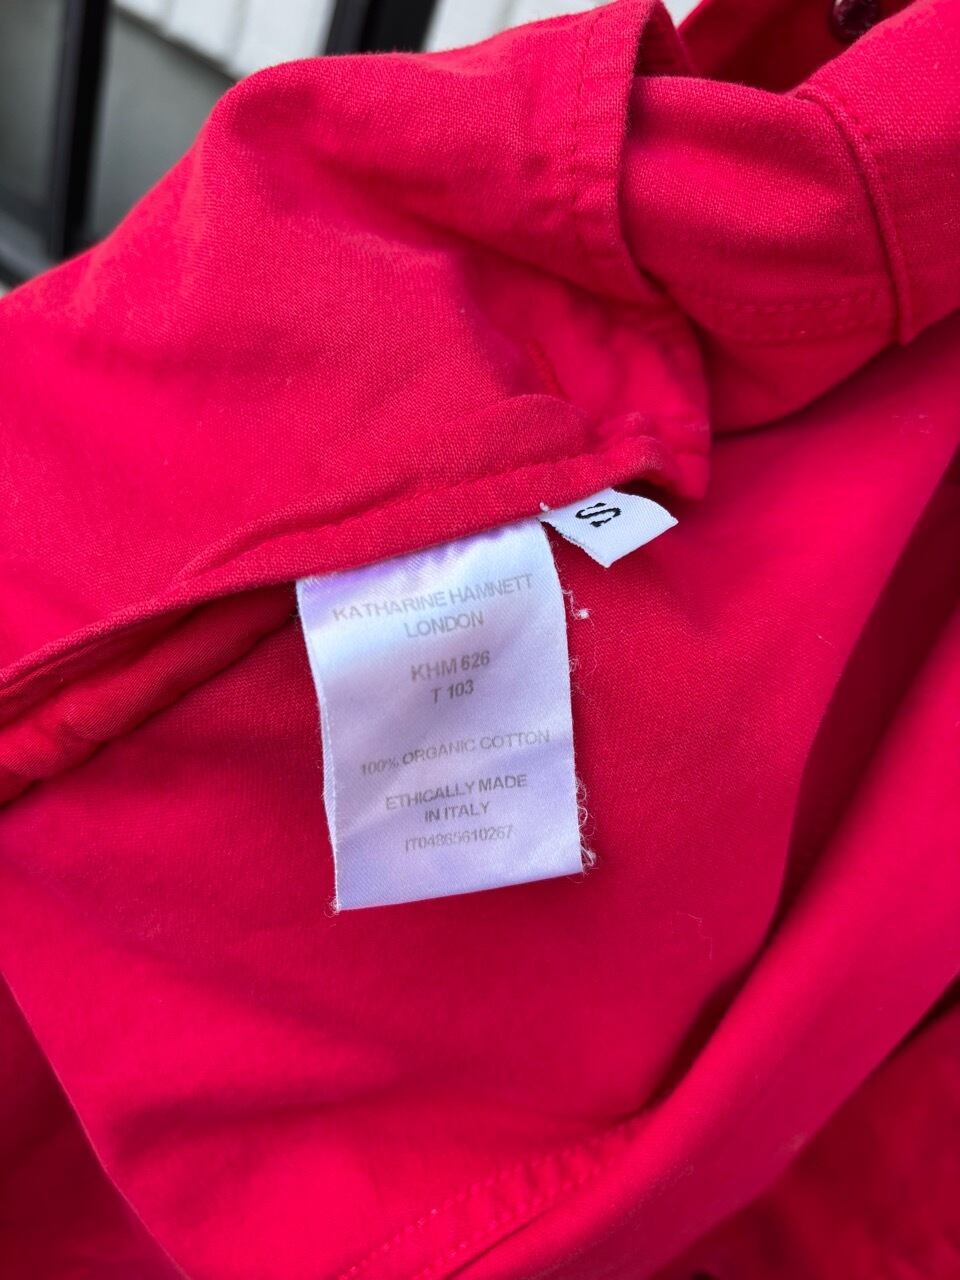 S
KATHARINE HAMNETT
LONDON
KHM 626
T 103
100% ORGANIC COTTON
ETHICALLY MADE
IN ITALY
IT04865610267